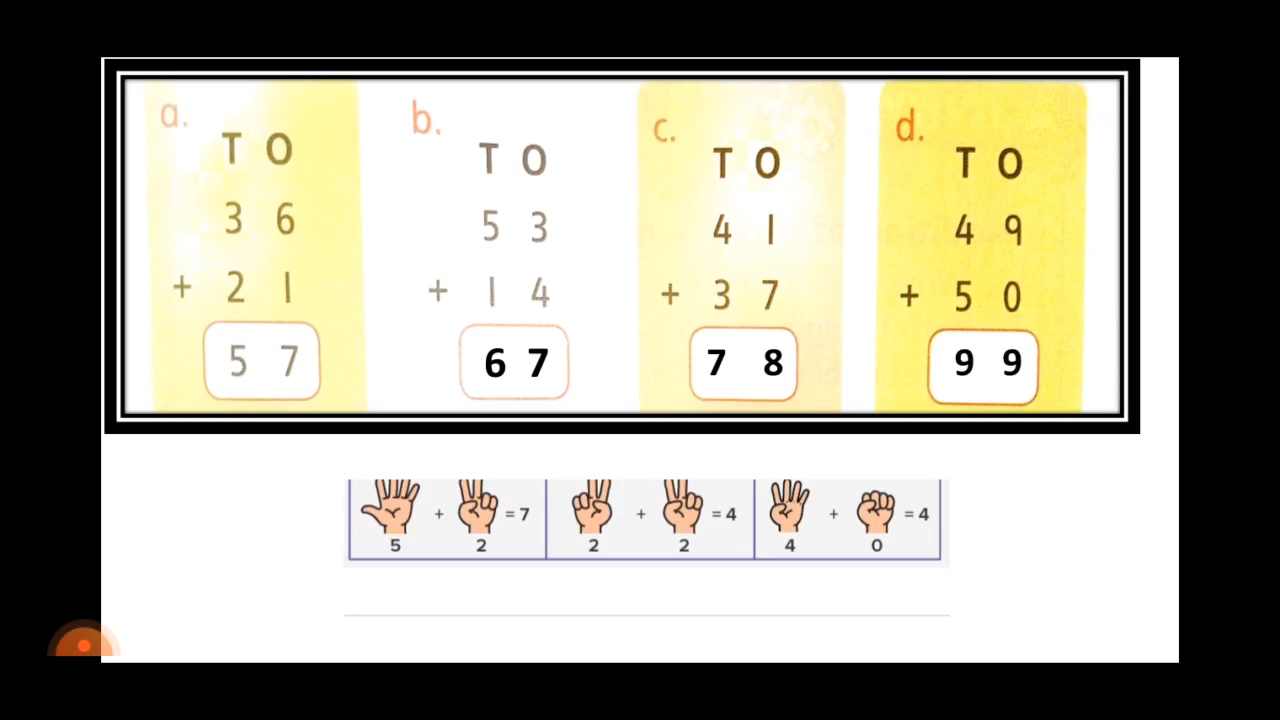 a.
T O
3 6
+ 2 1
5 7
b.
T O
5 3
+ 1 4
6 7
c.
T O
4 1
+ 3 7
7 8
d.
T O
4 9
+ 5 0
9 9
+ = 7
5 2
+ = 4
2 2
+ = 4
4 0